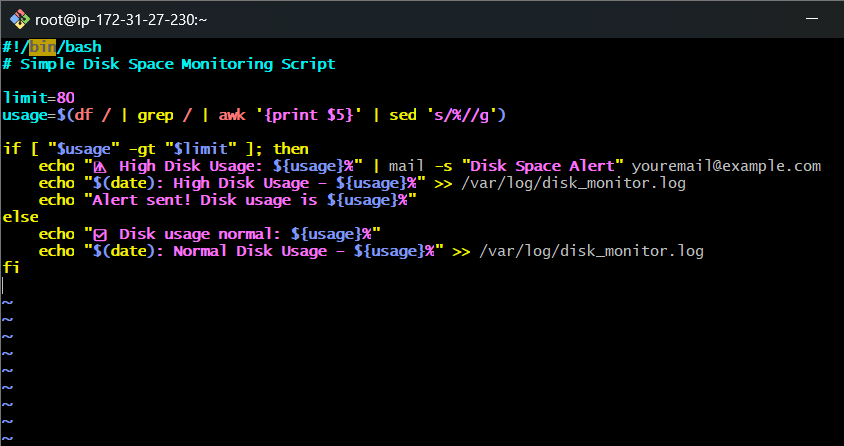 root@ip-172-31-27-230:~
#!/bin/bash
# Simple Disk Space Monitoring Script
limit=80
usage=$(df / | grep / | awk '{print $5}' | sed 's/%//g')
if [ "$usage" -gt "$limit" ]; then
    echo "⚠ High Disk Usage: ${usage}%" | mail -s "Disk Space Alert" youremail@example.com
    echo "$(date): High Disk Usage - ${usage}%" >> /var/log/disk_monitor.log
    echo "Alert sent! Disk usage is ${usage}%"
else
    echo "☑ Disk usage normal: ${usage}%"
    echo "$(date): Normal Disk Usage - ${usage}%" >> /var/log/disk_monitor.log
fi
~
~
~
~
~
~
~
~
~